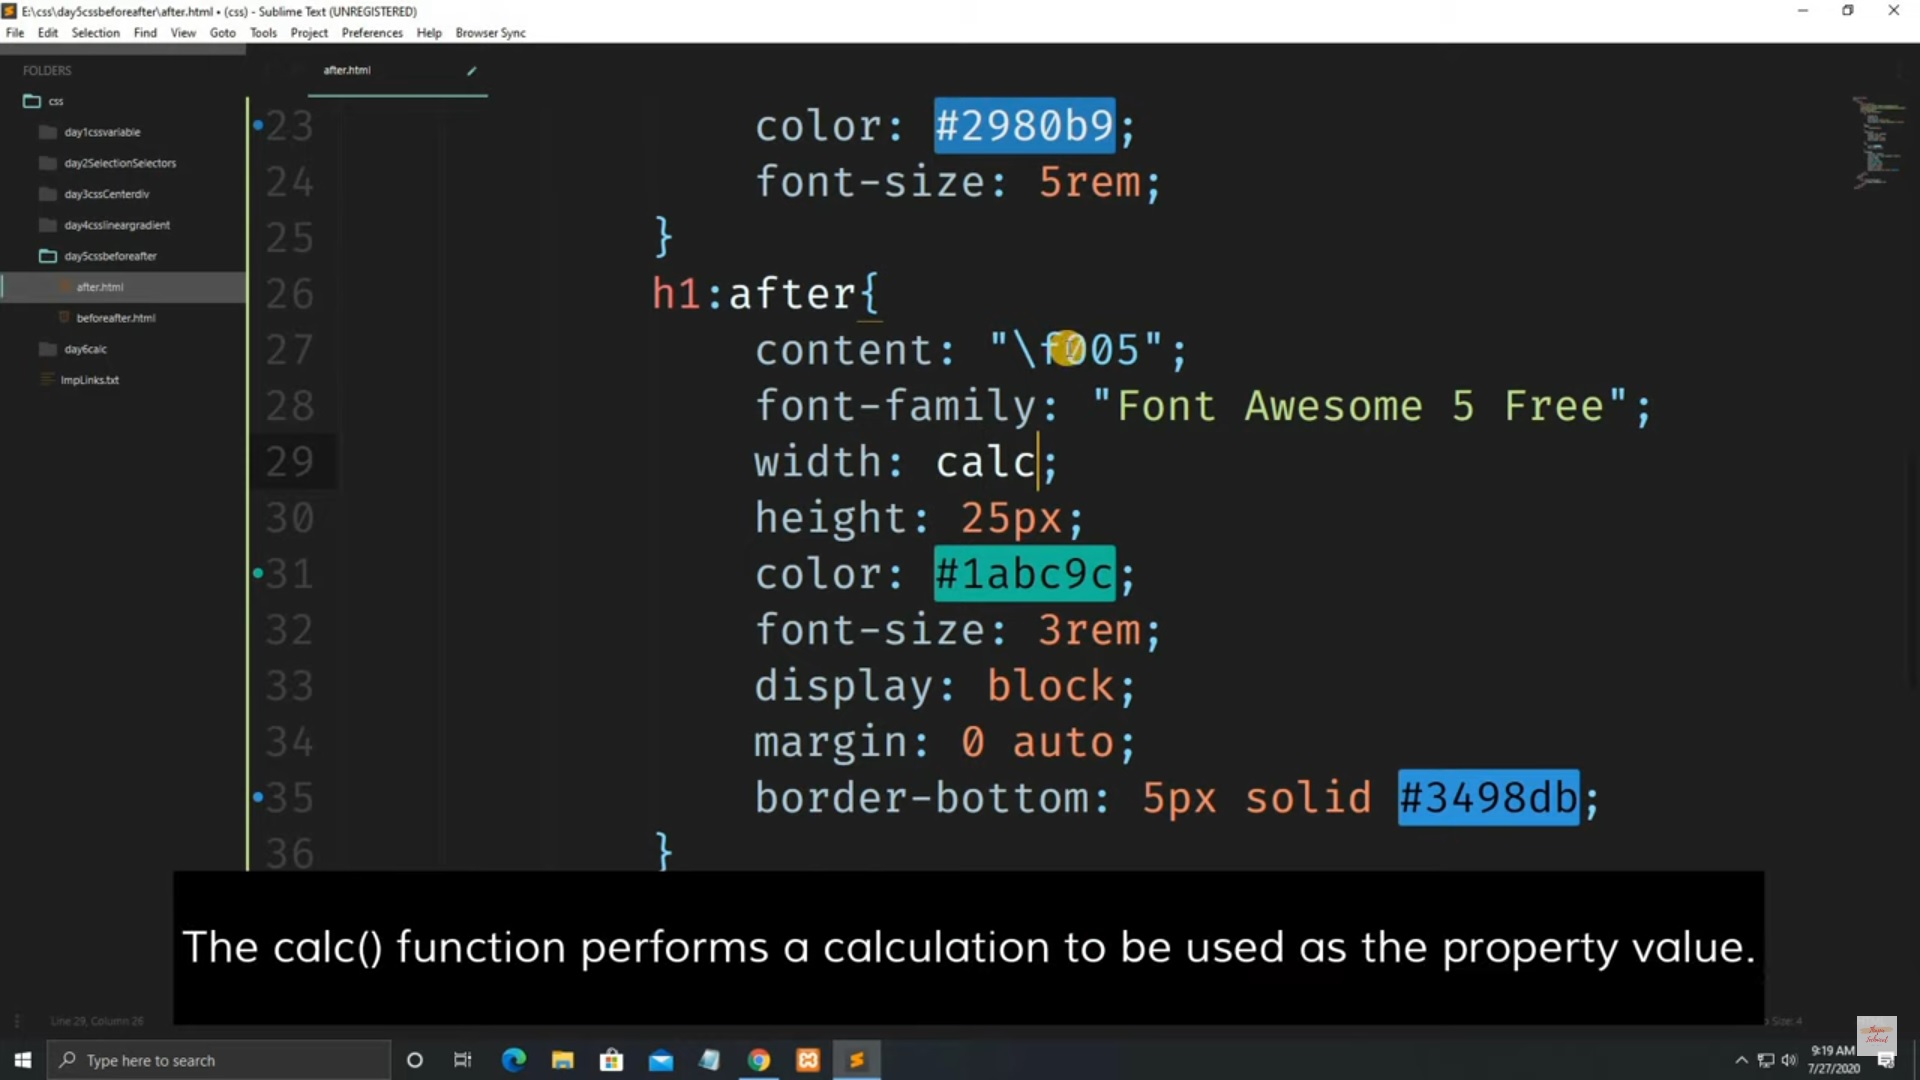 E:\css\day5cssbeforeafter\after.html • (css) - Sublime Text (UNREGISTERED)
File Edit Selection Find View Goto Tools Project Preferences Help Browser Sync
FOLDERS
css
day1cssvariable
day2SelectionSelectors
day3cssCenterdiv
day4csslineargradient
day5cssbeforeafter
after.html
beforeafter.html
day6calc
ImpLinks.txt
after.html
23 color: #2980b9;
24 font-size: 5rem;
25 }
26 h1:after{
27 content: "\f005";
28 font-family: "Font Awesome 5 Free";
29 width: calc;
30 height: 25px;
31 color: #1abc9c;
32 font-size: 3rem;
33 display: block;
34 margin: 0 auto;
35 border-bottom: 5px solid #3498db;
36 }
The calc() function performs a calculation to be used as the property value.
Line 29, Column 26
Size: 4
Type here to search
9:19 AM
7/27/2020